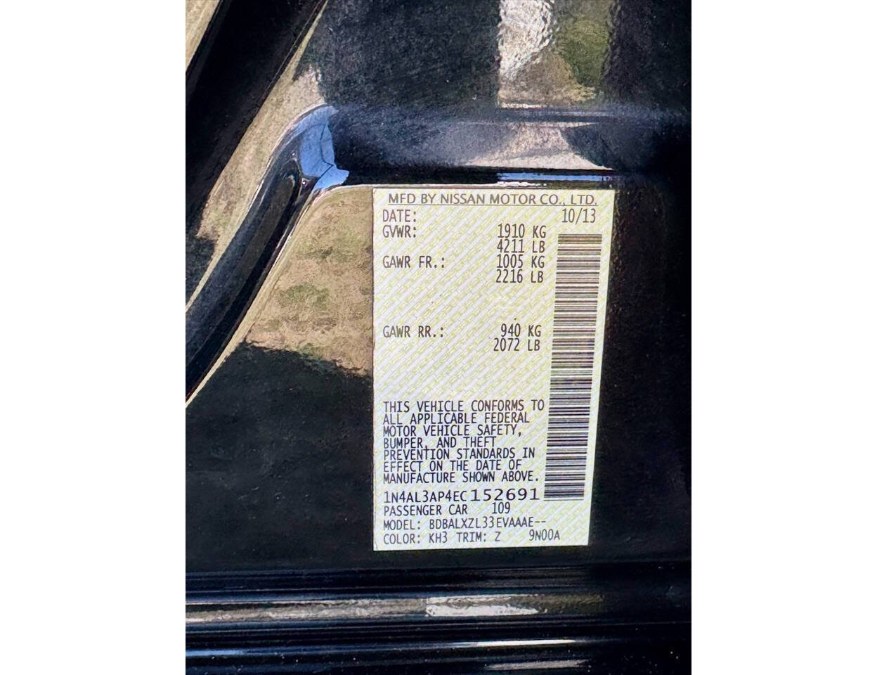 MFD BY NISSAN MOTOR CO., LTD.
DATE: 10/13
GVWR: 1910 KG
4211 LB
GAWR FR.: 1005 KG
2216 LB
GAWR RR.: 940 KG
2072 LB
THIS VEHICLE CONFORMS TO
ALL APPLICABLE FEDERAL
MOTOR VEHICLE SAFETY,
BUMPER, AND THEFT
PREVENTION STANDARDS IN
EFFECT ON THE DATE OF
MANUFACTURE SHOWN ABOVE.
1N4AL3AP4EC152691
PASSENGER CAR 109
MODEL: BDBALXZL33EVAAAE--
COLOR: KH3 TRIM: Z 9N00A